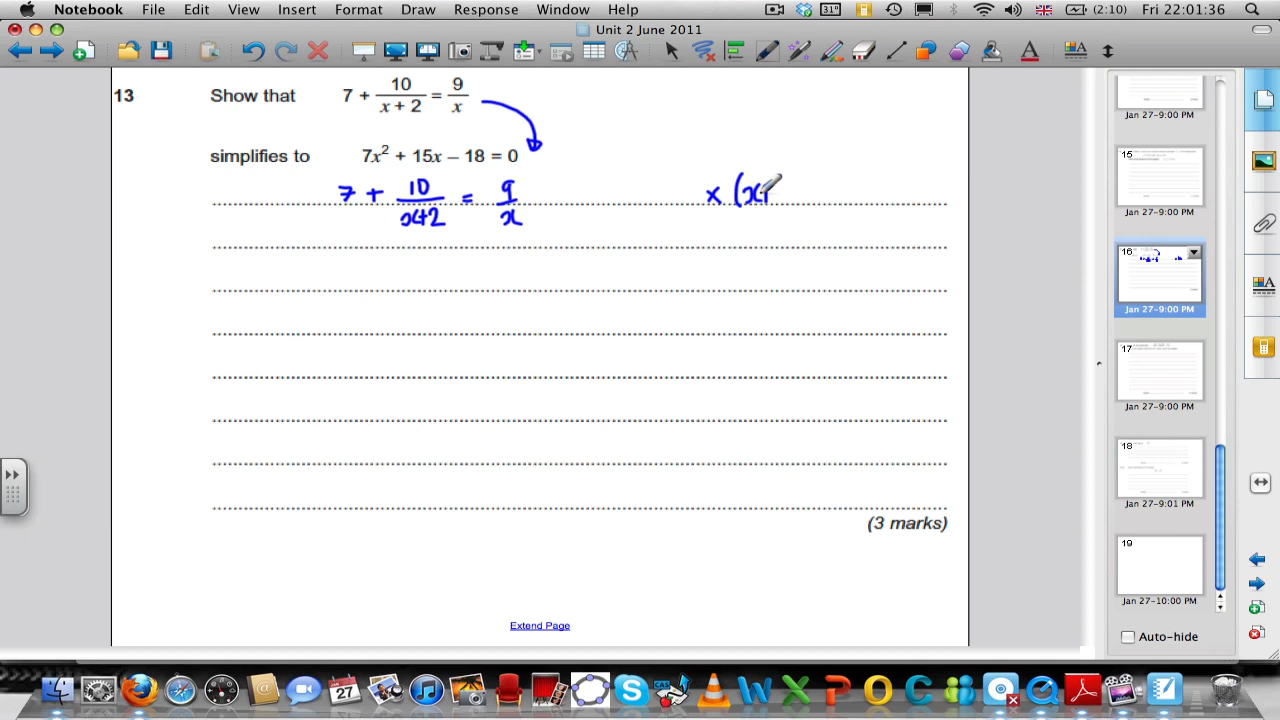 Notebook File Edit View Insert Format Draw Response Window Help 31° (2:10) Fri 22:01:36
Unit 2 June 2011
13 Show that 7 + 10/(x + 2) = 9/x
simplifies to 7x² + 15x – 18 = 0
7 + 10/(x+2) = 9/x × (x
(3 marks)
Extend Page
15
Jan 27–9:00 PM
16
Jan 27–9:00 PM
17
Jan 27–9:00 PM
18
Jan 27–9:01 PM
19
Jan 27–10:00 PM
Auto-hide
JAN
27